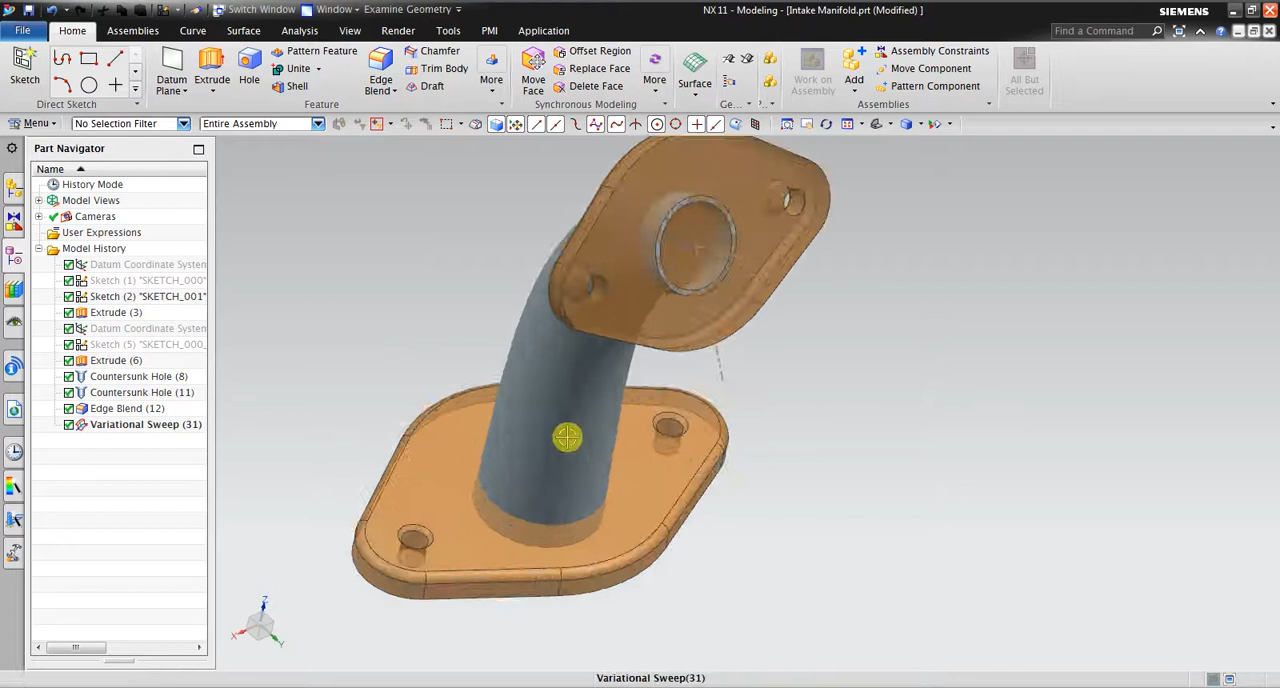 Switch Window Window Examine Geometry NX 11 - Modeling - [Intake Manifold.prt (Modified) ] SIEMENS
File Home Assemblies Curve Surface Analysis View Render Tools PMI Application Find a Command
Sketch Datum Plane Extrude Hole Pattern Feature Unite Shell Edge Blend Chamfer Trim Body Draft More Move Face Offset Region Replace Face Delete Face More Surface Work on Assembly Add Assembly Constraints Move Component Pattern Component All But Selected
Direct Sketch Feature Synchronous Modeling Ge... ... Assemblies
Menu No Selection Filter Entire Assembly
Part Navigator
Name
History Mode
Model Views
Cameras
User Expressions
Model History
Datum Coordinate System
Sketch (1) "SKETCH_000"
Sketch (2) "SKETCH_001"
Extrude (3)
Datum Coordinate System
Sketch (5) "SKETCH_000_
Extrude (6)
Countersunk Hole (8)
Countersunk Hole (11)
Edge Blend (12)
Variational Sweep (31)
Z
X Y
Variational Sweep(31)